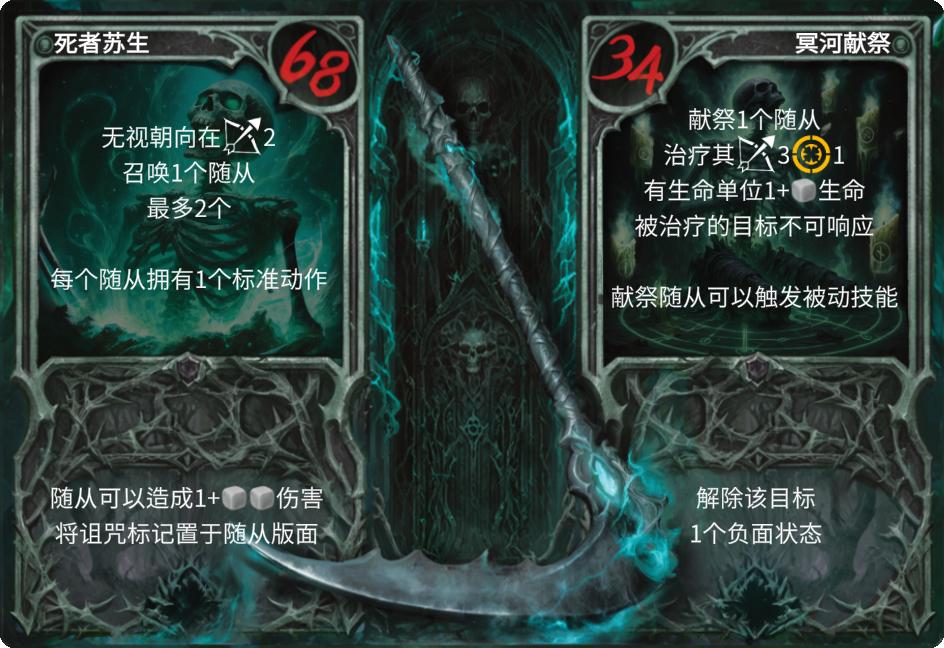 死者苏生
68
无视朝向在2
召唤1个随从
最多2个
每个随从拥有1个标准动作
随从可以造成1+伤害
将诅咒标记置于随从版面
34
冥河献祭
献祭1个随从
治疗其3 1
有生命单位1+生命
被治疗的目标不可响应
献祭随从可以触发被动技能
解除该目标
1个负面状态